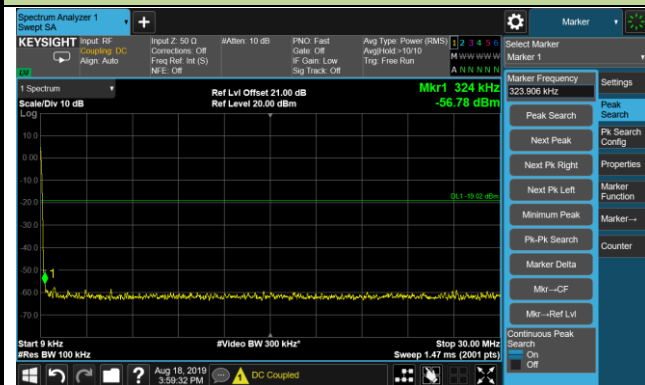 Spectrum Analyzer 1
Swept SA
+
Marker
KEYSIGHT
Input: RF
Coupling: DC
Align: Auto
Input Z: 50 Ω
Corrections: Off
Freq Ref: Int (S)
NFE: Off
#Atten: 10 dB
PNO: Fast
Gate: Off
IF Gain: Low
Sig Track: Off
Avg Type: Power (RMS)
Avg|Hold:>10/10
Trig: Free Run
1 2 3 4 5 6
M W W W W W
A N N N N N
LV
Select Marker
Marker 1
1 Spectrum
Scale/Div 10 dB
Log
Ref Lvl Offset 21.00 dB
Ref Level 20.00 dBm
Mkr1 324 kHz
-56.78 dBm
10.0
0.00
-10.0
-20.0
-30.0
-40.0
-50.0
-60.0
-70.0
DL1 -19.02 dBm
1
Start 9 kHz
#Res BW 100 kHz
#Video BW 300 kHz*
Stop 30.00 MHz
Sweep 1.47 ms (2001 pts)
Marker Frequency
323.906 kHz
Peak Search
Next Peak
Next Pk Right
Next Pk Left
Minimum Peak
Pk-Pk Search
Marker Delta
Mkr→CF
Mkr→Ref Lvl
Continuous Peak
Search
On
Off
Settings
Peak
Search
Pk Search
Config
Properties
Marker
Function
Marker→
Counter
?
Aug 18, 2019
3:59:32 PM
DC Coupled